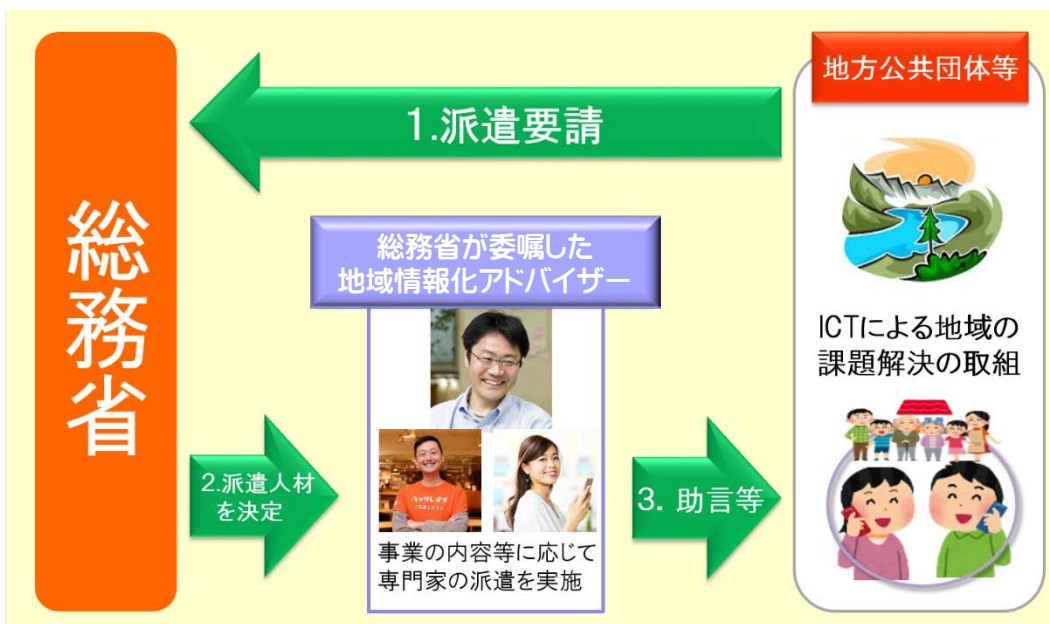 総務省
1.派遣要請
地方公共団体等
総務省が委嘱した
地域情報化アドバイザー
ICTによる地域の
課題解決の取組
2.派遣人材
を決定
事業の内容等に応じて
専門家の派遣を実施
3. 助言等